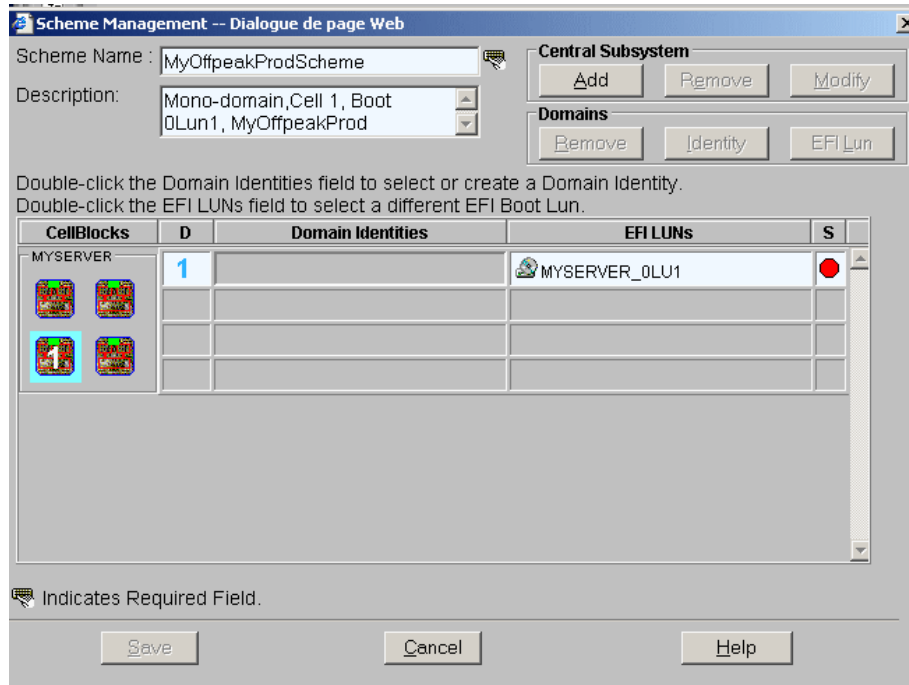 Scheme Management -- Dialogue de page Web
Scheme Name :
MyOffpeakProdScheme
Description:
Mono-domain,Cell 1, Boot
0Lun1, MyOffpeakProd
Central Subsystem
Add
Remove
Modify
Domains
Remove
Identity
EFI Lun
Double-click the Domain Identities field to select or create a Domain Identity.
Double-click the EFI LUNs field to select a different EFI Boot Lun.
CellBlocks
D
Domain Identities
EFI LUNs
S
MYSERVER
1
MYSERVER_0LU1
1
Indicates Required Field.
Save
Cancel
Help